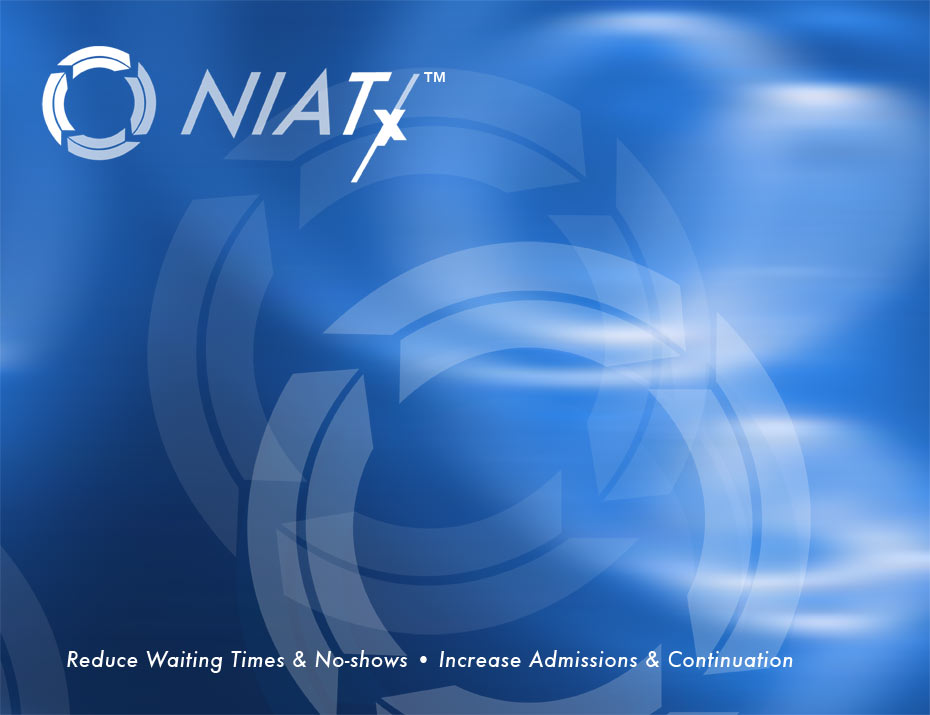 NIATx™
Reduce Waiting Times & No-shows • Increase Admissions & Continuation